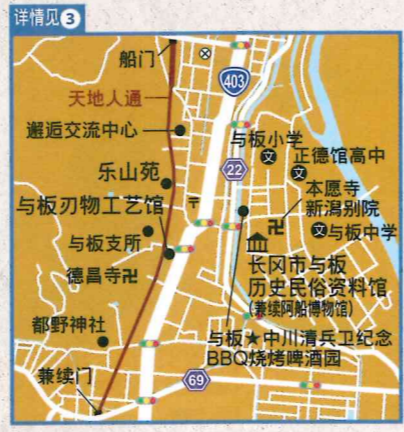 详情见3
船门
403
天地人通
邂逅交流中心
与板小学
文
正德馆高中
文
22
乐山苑
本愿寺
新潟别院
与板刃物工艺馆
文与板中学
与板支所
长冈市与板
历史民俗资料馆
(兼续阿船博物馆)
德昌寺
都野神社
与板★中川清兵卫纪念
BBQ烧烤啤酒园
兼续门
69